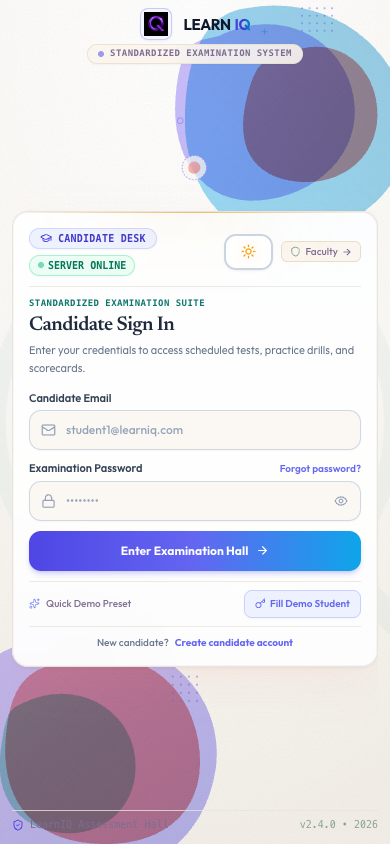 LEARN IQ
STANDARDIZED EXAMINATION SYSTEM
CANDIDATE DESK
SERVER ONLINE
Faculty →
STANDARDIZED EXAMINATION SUITE
Candidate Sign In
Enter your credentials to access scheduled tests, practice drills, and
scorecards.
Candidate Email
student1@learniq.com
Examination Password
Forgot password?
••••••••
Enter Examination Hall →
Quick Demo Preset
Fill Demo Student
New candidate? Create candidate account
LearnIQ Assessment Hall
v2.4.0 • 2026